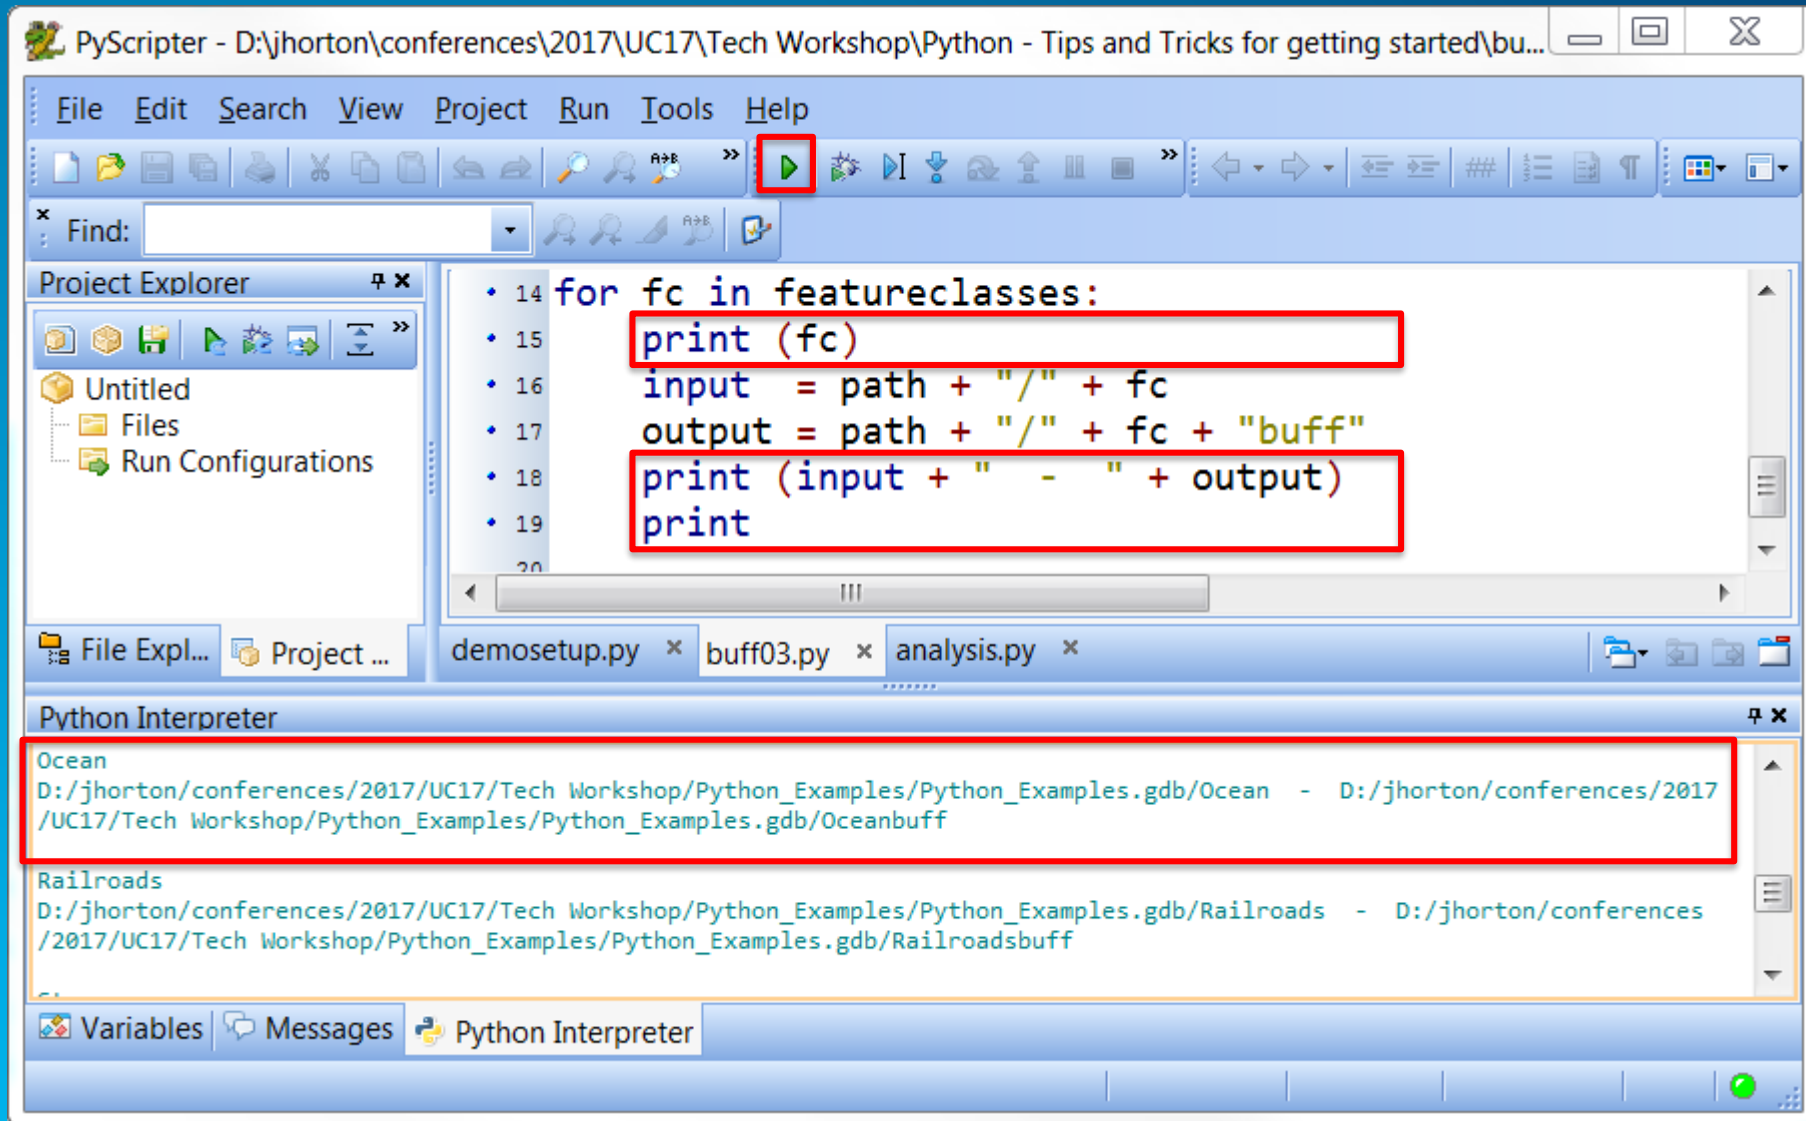 PyScripter - D:\jhorton\conferences\2017\UC17\Tech Workshop\Python - Tips and Tricks for getting started\bu...
File Edit Search View Project Run Tools Help
Find:
Project Explorer
Untitled
Files
Run Configurations
14 for fc in featureclasses:
15 print (fc)
16 input  = path + "/" + fc
17 output = path + "/" + fc + "buff"
18 print (input + "  -  " + output)
19 print
20
File Expl... Project ...
demosetup.py buff03.py analysis.py
Python Interpreter
Ocean
D:/jhorton/conferences/2017/UC17/Tech Workshop/Python_Examples/Python_Examples.gdb/Ocean  -  D:/jhorton/conferences/2017
/UC17/Tech Workshop/Python_Examples/Python_Examples.gdb/Oceanbuff
Railroads
D:/jhorton/conferences/2017/UC17/Tech Workshop/Python_Examples/Python_Examples.gdb/Railroads  -  D:/jhorton/conferences
/2017/UC17/Tech Workshop/Python_Examples/Python_Examples.gdb/Railroadsbuff
Variables Messages Python Interpreter